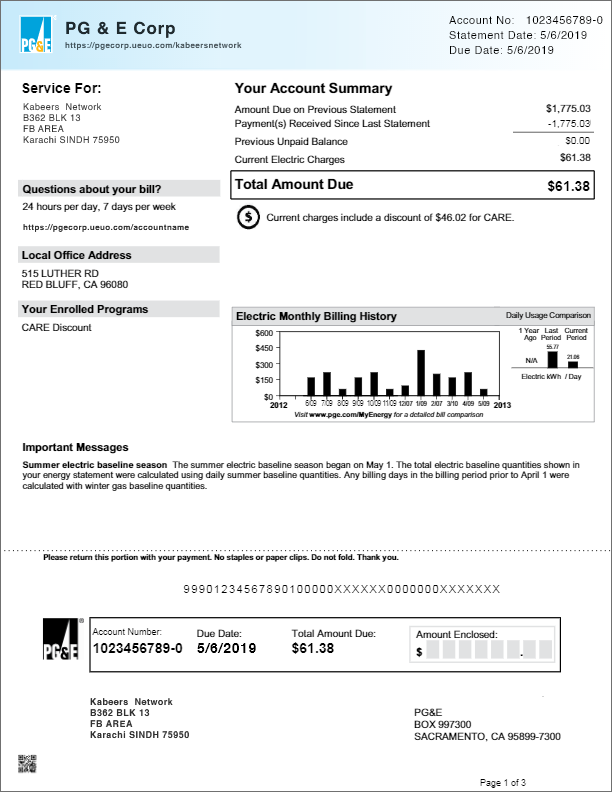 PG&E
PG & E Corp
https://pgecorp.ueuo.com/kabeersnetwork
Account No: 1023456789-0
Statement Date: 5/6/2019
Due Date: 5/6/2019
Service For:
Kabeers Network
B362 BLK 13
FB AREA
Karachi SINDH 75950
Questions about your bill?
24 hours per day, 7 days per week
https://pgecorp.ueuo.com/accountname
Local Office Address
515 LUTHER RD
RED BLUFF, CA 96080
Your Enrolled Programs
CARE Discount
Your Account Summary
Amount Due on Previous Statement $1,775.03
Payment(s) Received Since Last Statement -1,775.03
Previous Unpaid Balance $0.00
Current Electric Charges $61.38
Total Amount Due $61.38
$ Current charges include a discount of $46.02 for CARE.
Electric Monthly Billing History
$600
$450
$300
$150
$0
2012 6/09 7/09 8/09 9/09 10/09 11/09 12/07 1/09 2/07 3/10 4/09 5/09 2013
Visit www.pge.com/MyEnergy for a detailed bill comparison
Daily Usage Comparison
1 Year Ago Last Period Current Period
N/A 55.77 21.06
Electric kWh / Day
Important Messages
Summer electric baseline season The summer electric baseline season began on May 1. The total electric baseline quantities shown in
your energy statement were calculated using daily summer baseline quantities. Any billing days in the billing period prior to April 1 were
calculated with winter gas baseline quantities.
Please return this portion with your payment. No staples or paper clips. Do not fold. Thank you.
99901234567890100000XXXXXX0000000XXXXXXX
PG&E®
Account Number: Due Date: Total Amount Due: Amount Enclosed:
1023456789-0 5/6/2019 $61.38 $ .
Kabeers Network
B362 BLK 13
FB AREA
Karachi SINDH 75950
PG&E
BOX 997300
SACRAMENTO, CA 95899-7300
Page 1 of 3